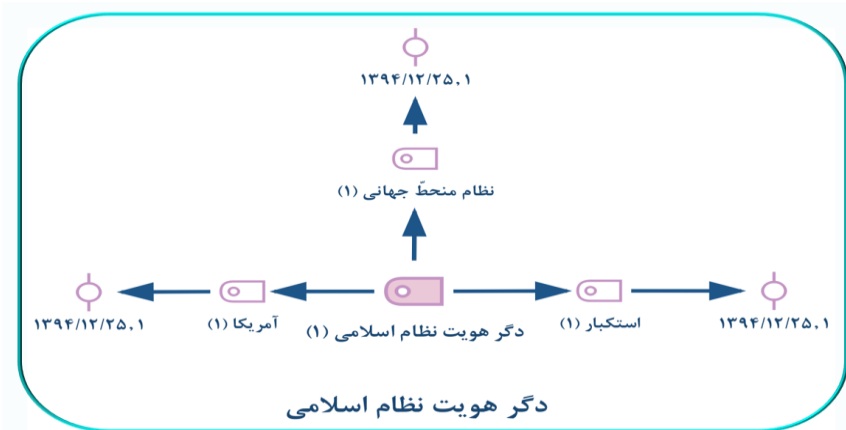 ۱۳۹۴/۱۲/۲۵،۱
نظام منحطّ جهانی (۱)
۱۳۹۴/۱۲/۲۵،۱
استکبار (۱)
دگر هویت نظام اسلامی (۱)
آمریکا (۱)
۱۳۹۴/۱۲/۲۵،۱
دگر هویت نظام اسلامی